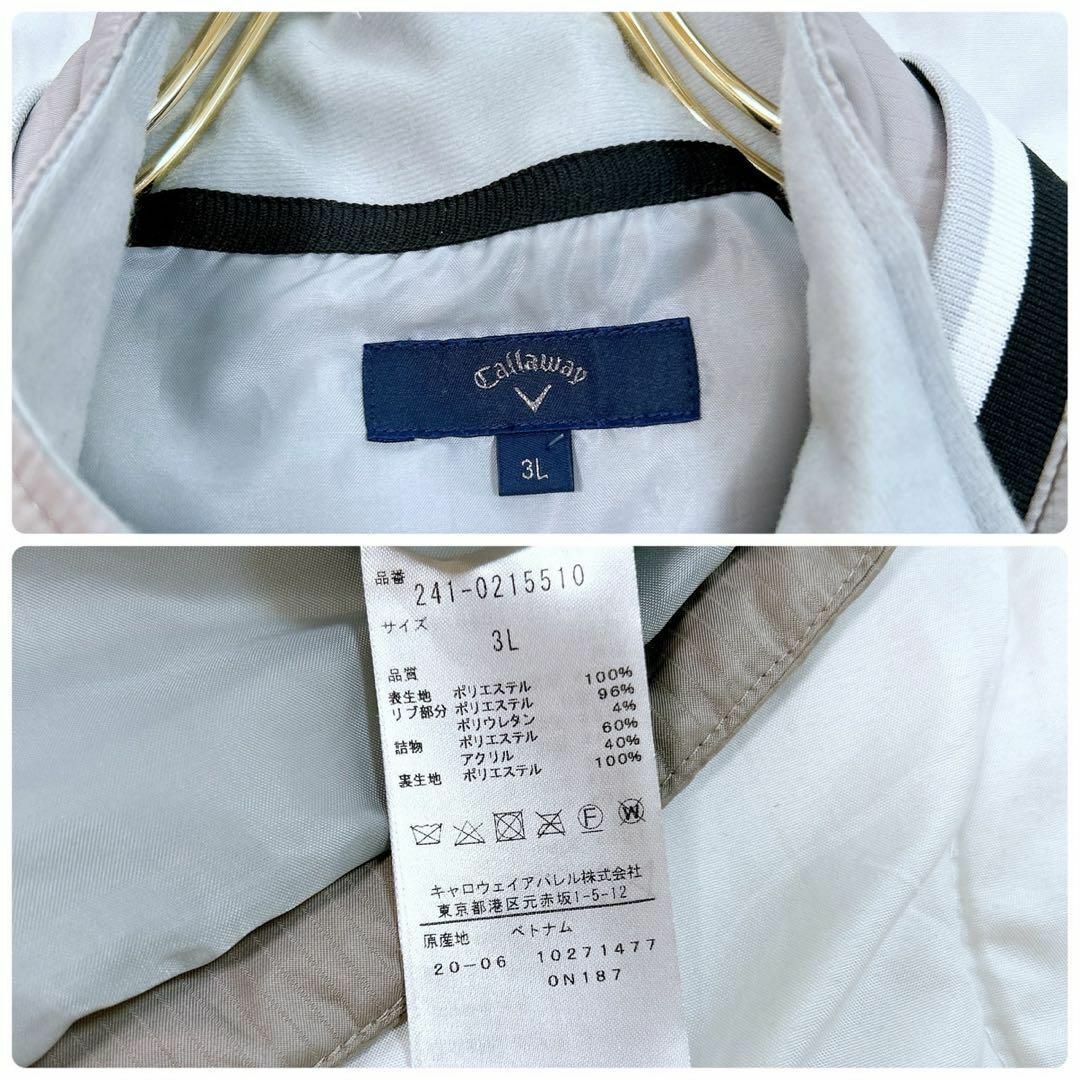 Callaway
3L
品番 241-0215510
サイズ
3L
品質
表生地 ポリエステル 100%
リブ部分 ポリエステル 96%
ポリウレタン 4%
詰物 ポリエステル 60%
アクリル 40%
裏生地 ポリエステル 100%
F W
キャロウェイアパレル株式会社
東京都港区元赤坂1-5-12
原産地 ベトナム
20-06 10271477
0N187